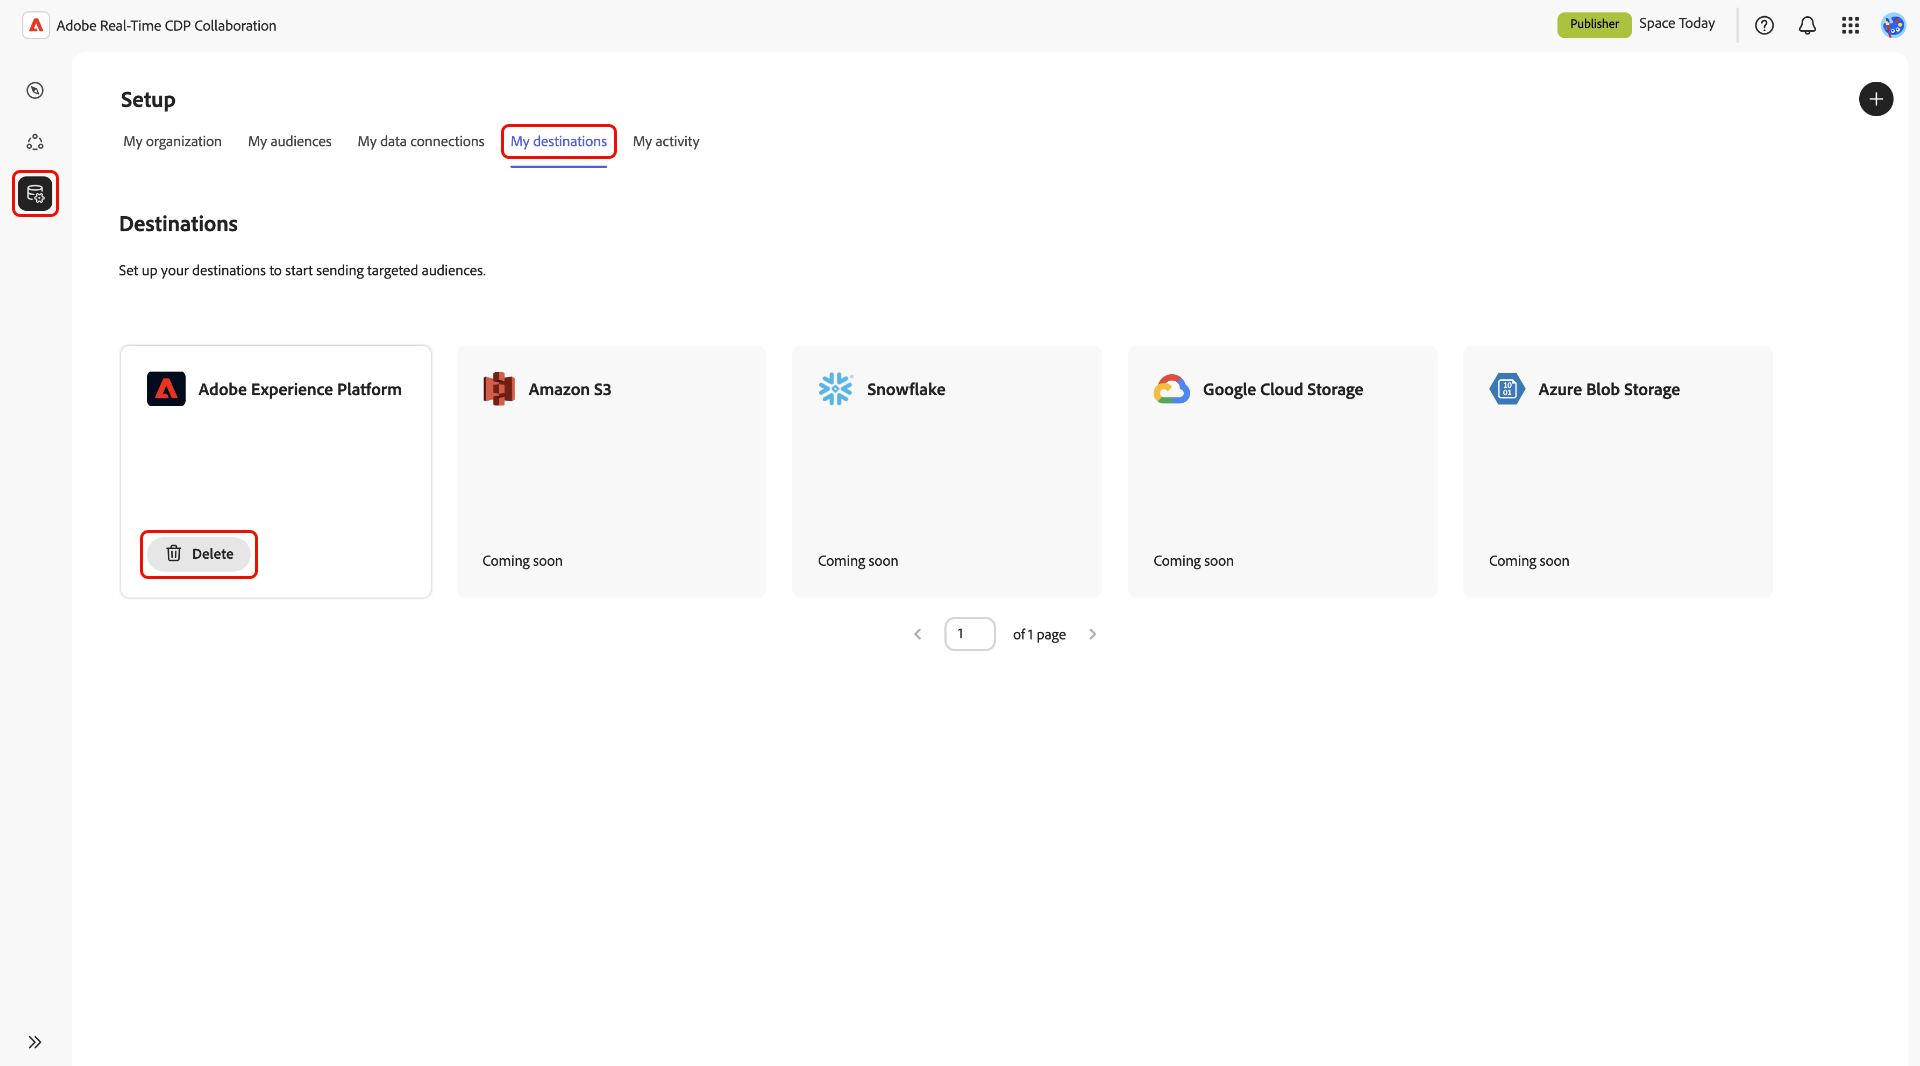 Adobe Real-Time CDP Collaboration
Publisher
Space Today
Setup
My organization
My audiences
My data connections
My destinations
My activity
Destinations
Set up your destinations to start sending targeted audiences.
Adobe Experience Platform
Amazon S3
Snowflake
Google Cloud Storage
10
01
Azure Blob Storage
Delete
Coming soon
Coming soon
Coming soon
Coming soon
1
of 1 page